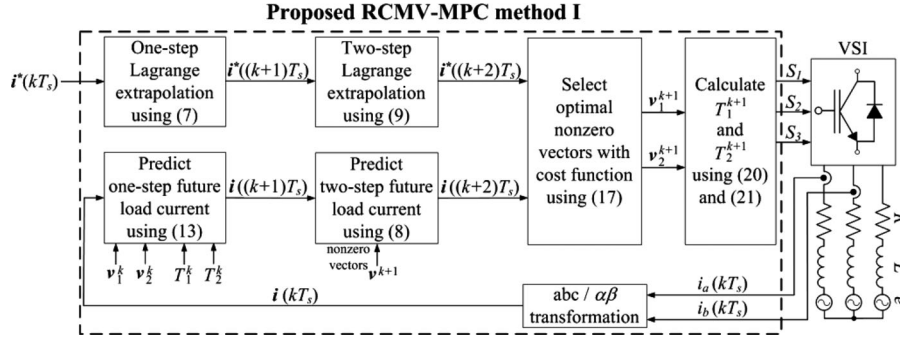 Proposed RCMV-MPC method I
i*(kTₛ)
One-step
Lagrange
extrapolation
using (7)
i*((k+1)Tₛ)
Two-step
Lagrange
extrapolation
using (9)
i*((k+2)Tₛ)
Select
optimal
nonzero
vectors with
cost function
using (17)
v₁ᵏ⁺¹
v₂ᵏ⁺¹
Calculate
T₁ᵏ⁺¹
and
T₂ᵏ⁺¹
using (20)
and (21)
S₁
S₂
S₃
VSI
Predict
one-step future
load current
using (13)
i((k+1)Tₛ)
Predict
two-step future
load current
using (8)
i((k+2)Tₛ)
v₁ᵏ v₂ᵏ T₁ᵏ T₂ᵏ
nonzero
vectors
vᵏ⁺¹
i(kTₛ)
abc / αβ
transformation
iₐ(kTₛ)
i_b(kTₛ)